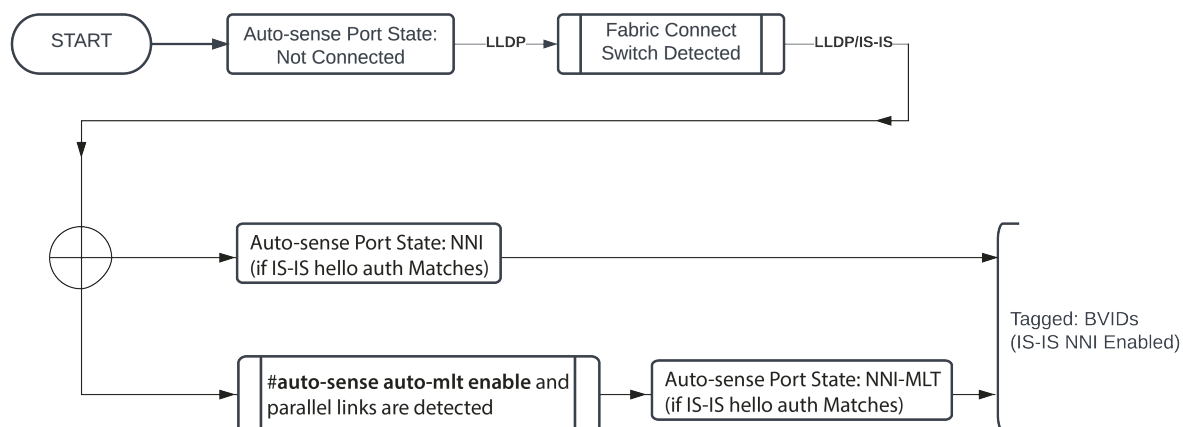 START
Auto-sense Port State:
Not Connected
LLDP
Fabric Connect
Switch Detected
LLDP/IS-IS
Auto-sense Port State: NNI
(if IS-IS hello auth Matches)
Tagged: BVIDs
(IS-IS NNI Enabled)
#auto-sense auto-mlt enable and
parallel links are detected
Auto-sense Port State: NNI-MLT
(if IS-IS hello auth Matches)